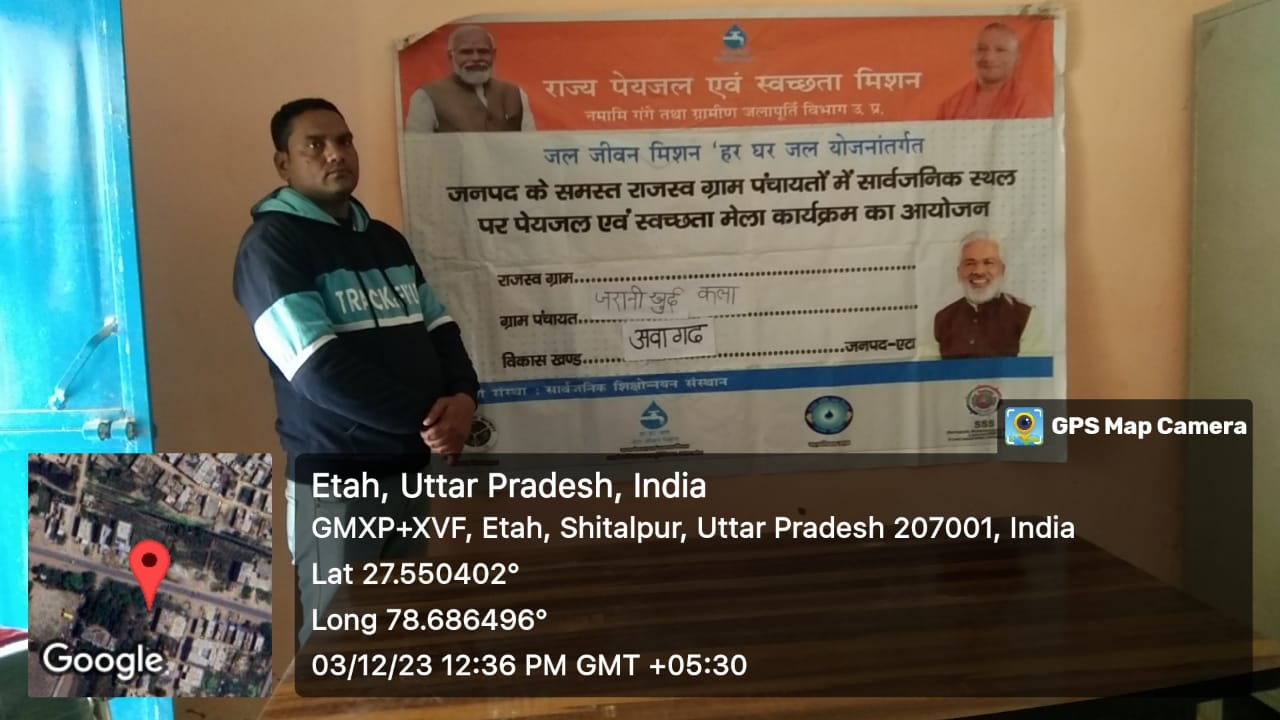 राज्य पेयजल एवं स्वच्छता मिशन
नमामि गंगे तथा ग्रामीण जलापूर्ति विभाग उ. प्र.
जल जीवन मिशन 'हर घर जल योजनांतर्गत
जनपद के समस्त राजस्व ग्राम पंचायतों में सार्वजनिक स्थल
पर पेयजल एवं स्वच्छता मेला कार्यक्रम का आयोजन
राजस्व ग्राम
जरानी खुर्द कला
ग्राम पंचायत
अवागढ
विकास खण्ड
जनपद-एटा
संस्था : सार्वजनिक शिक्षोन्नयन संस्थान
SSS
TRACK
GPS Map Camera
Etah, Uttar Pradesh, India
GMXP+XVF, Etah, Shitalpur, Uttar Pradesh 207001, India
Lat 27.550402°
Long 78.686496°
03/12/23 12:36 PM GMT +05:30
Google